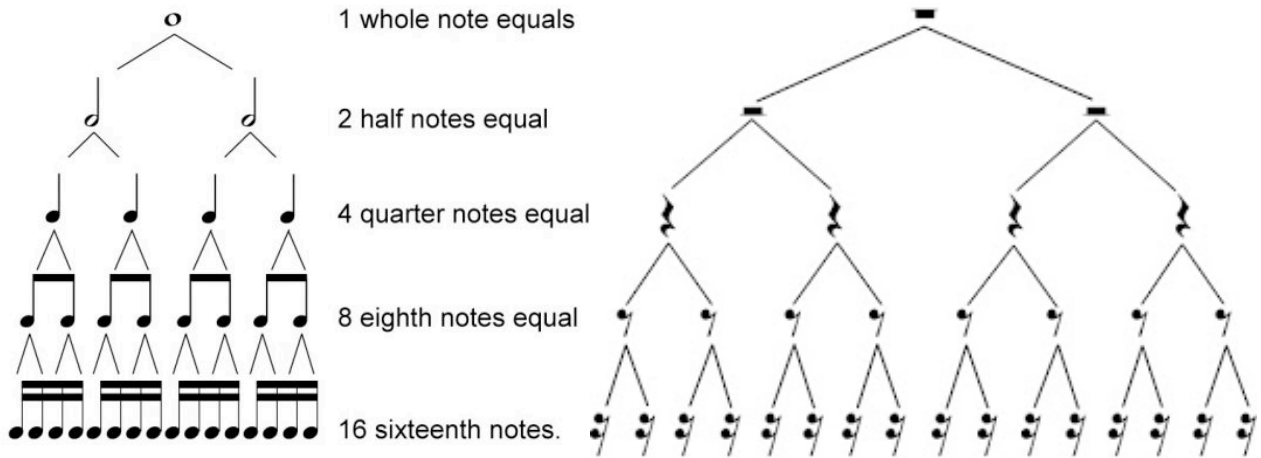 1 whole note equals
2 half notes equal
4 quarter notes equal
8 eighth notes equal
16 sixteenth notes.